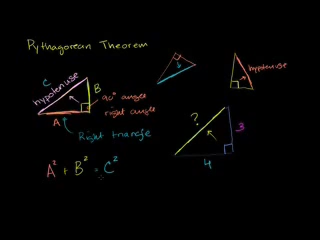 Pythagorean Theorem
C
hypotenuse
B
90° angle
right angle
A
Right triangle
hypotenuse
?
3
4
A² + B² = C²